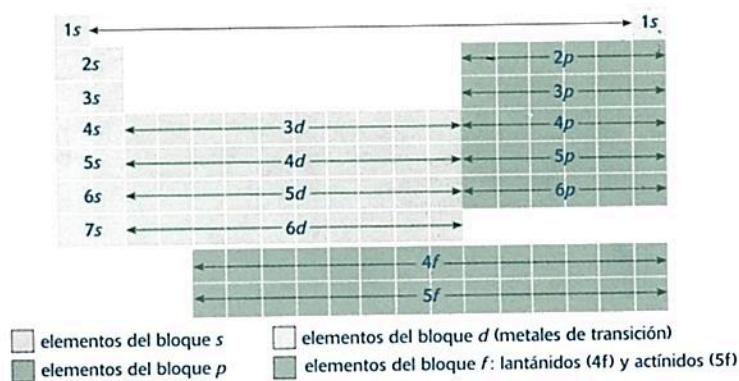 1s 1s
2s 2p
3s 3p
4s 3d 4p
5s 4d 5p
6s 5d 6p
7s 6d
4f
5f
elementos del bloque s elementos del bloque d (metales de transición)
elementos del bloque p elementos del bloque f: lantánidos (4f) y actínidos (5f)